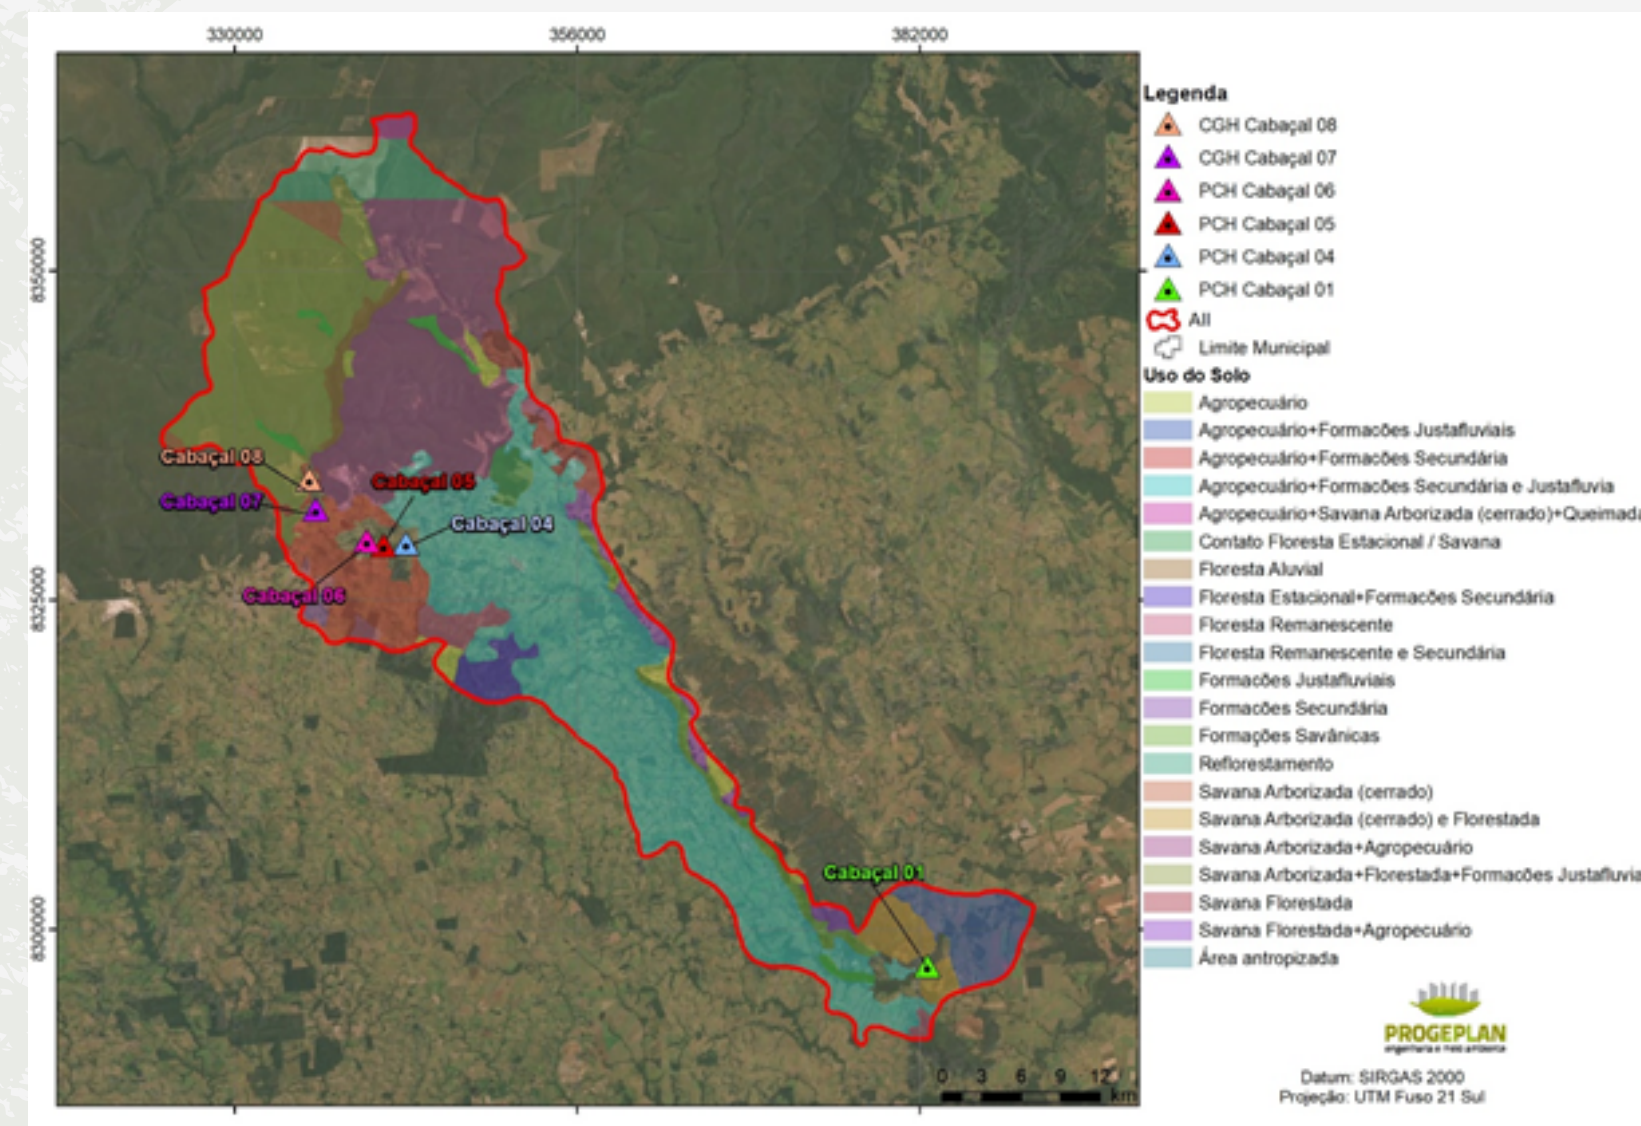 330000 356000 382000
8350000
8325000
8300000
Cabaçal 08
Cabaçal 07
Cabaçal 05
Cabaçal 04
Cabaçal 06
Cabaçal 01
0 3 6 9 12
km
Legenda
CGH Cabaçal 08
CGH Cabaçal 07
PCH Cabaçal 06
PCH Cabaçal 05
PCH Cabaçal 04
PCH Cabaçal 01
AII
Limite Municipal
Uso do Solo
Agropecuário
Agropecuário+Formacões Justafluviais
Agropecuário+Formacões Secundária
Agropecuário+Formacões Secundária e Justafluvia
Agropecuário+Savana Arborizada (cerrado)+Queimada
Contato Floresta Estacional / Savana
Floresta Aluvial
Floresta Estacional+Formacões Secundária
Floresta Remanescente
Floresta Remanescente e Secundária
Formacões Justafluviais
Formacões Secundária
Formações Savânicas
Reflorestamento
Savana Arborizada (cerrado)
Savana Arborizada (cerrado) e Florestada
Savana Arborizada+Agropecuário
Savana Arborizada+Florestada+Formacões Justafluvia
Savana Florestada
Savana Florestada+Agropecuário
Área antropizada
PROGEPLAN
engenharia e meio ambiente
Datum: SIRGAS 2000
Projeção: UTM Fuso 21 Sul